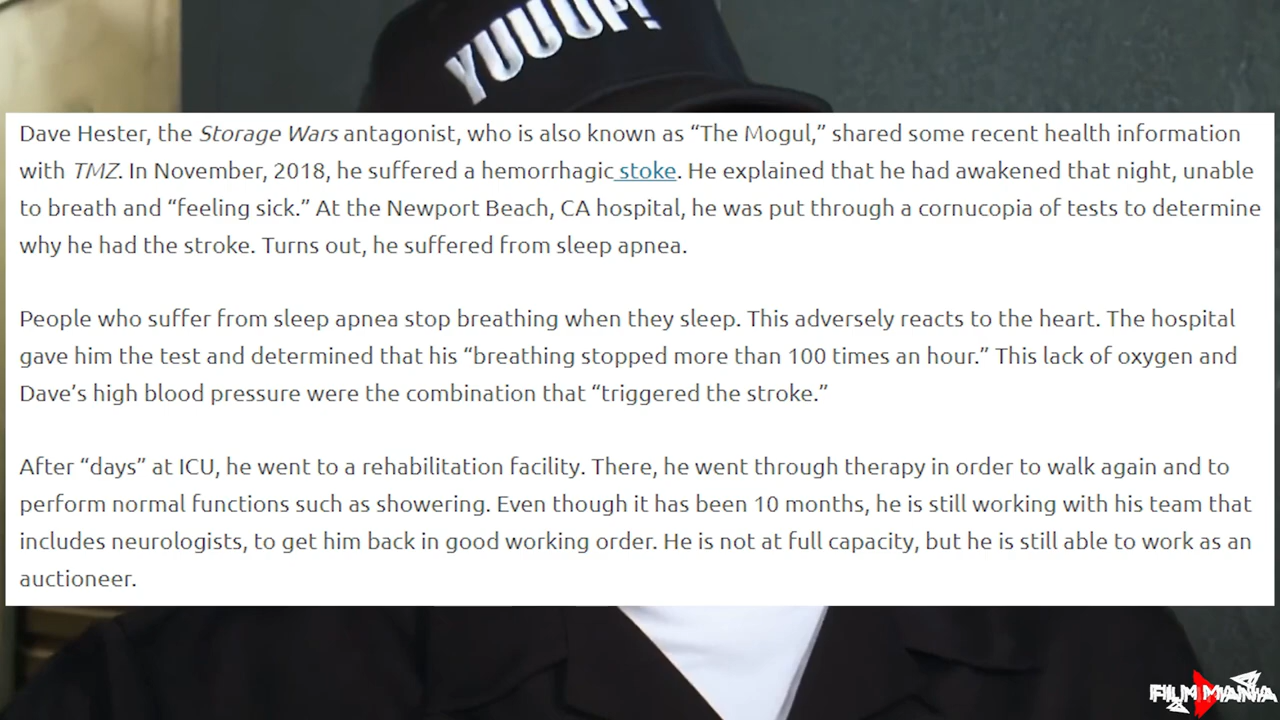 YUUUP!
Dave Hester, the Storage Wars antagonist, who is also known as “The Mogul,” shared some recent health information
with TMZ. In November, 2018, he suffered a hemorrhagic stoke. He explained that he had awakened that night, unable
to breath and “feeling sick.” At the Newport Beach, CA hospital, he was put through a cornucopia of tests to determine
why he had the stroke. Turns out, he suffered from sleep apnea.
People who suffer from sleep apnea stop breathing when they sleep. This adversely reacts to the heart. The hospital
gave him the test and determined that his “breathing stopped more than 100 times an hour.” This lack of oxygen and
Dave’s high blood pressure were the combination that “triggered the stroke.”
After “days” at ICU, he went to a rehabilitation facility. There, he went through therapy in order to walk again and to
perform normal functions such as showering. Even though it has been 10 months, he is still working with his team that
includes neurologists, to get him back in good working order. He is not at full capacity, but he is still able to work as an
auctioneer.
FILM MANIA